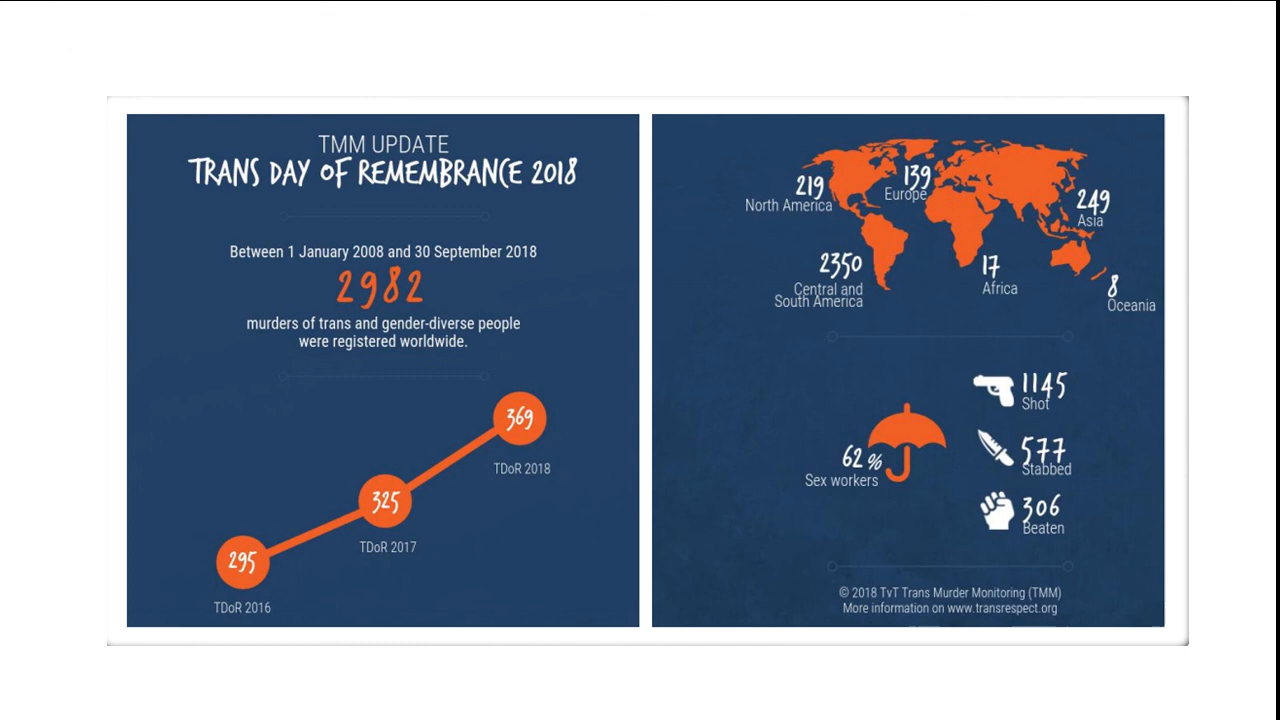 TMM UPDATE
TRANS DAY OF REMEMBRANCE 2018
Between 1 January 2008 and 30 September 2018
2982
murders of trans and gender-diverse people
were registered worldwide.
369
TDoR 2018
325
TDoR 2017
295
TDoR 2016
219
North America
139
Europe
249
Asia
2350
Central and
South America
17
Africa
8
Oceania
62 %
Sex workers
1145
Shot
577
Stabbed
306
Beaten
© 2018 TvT Trans Murder Monitoring (TMM)
More information on www.transrespect.org